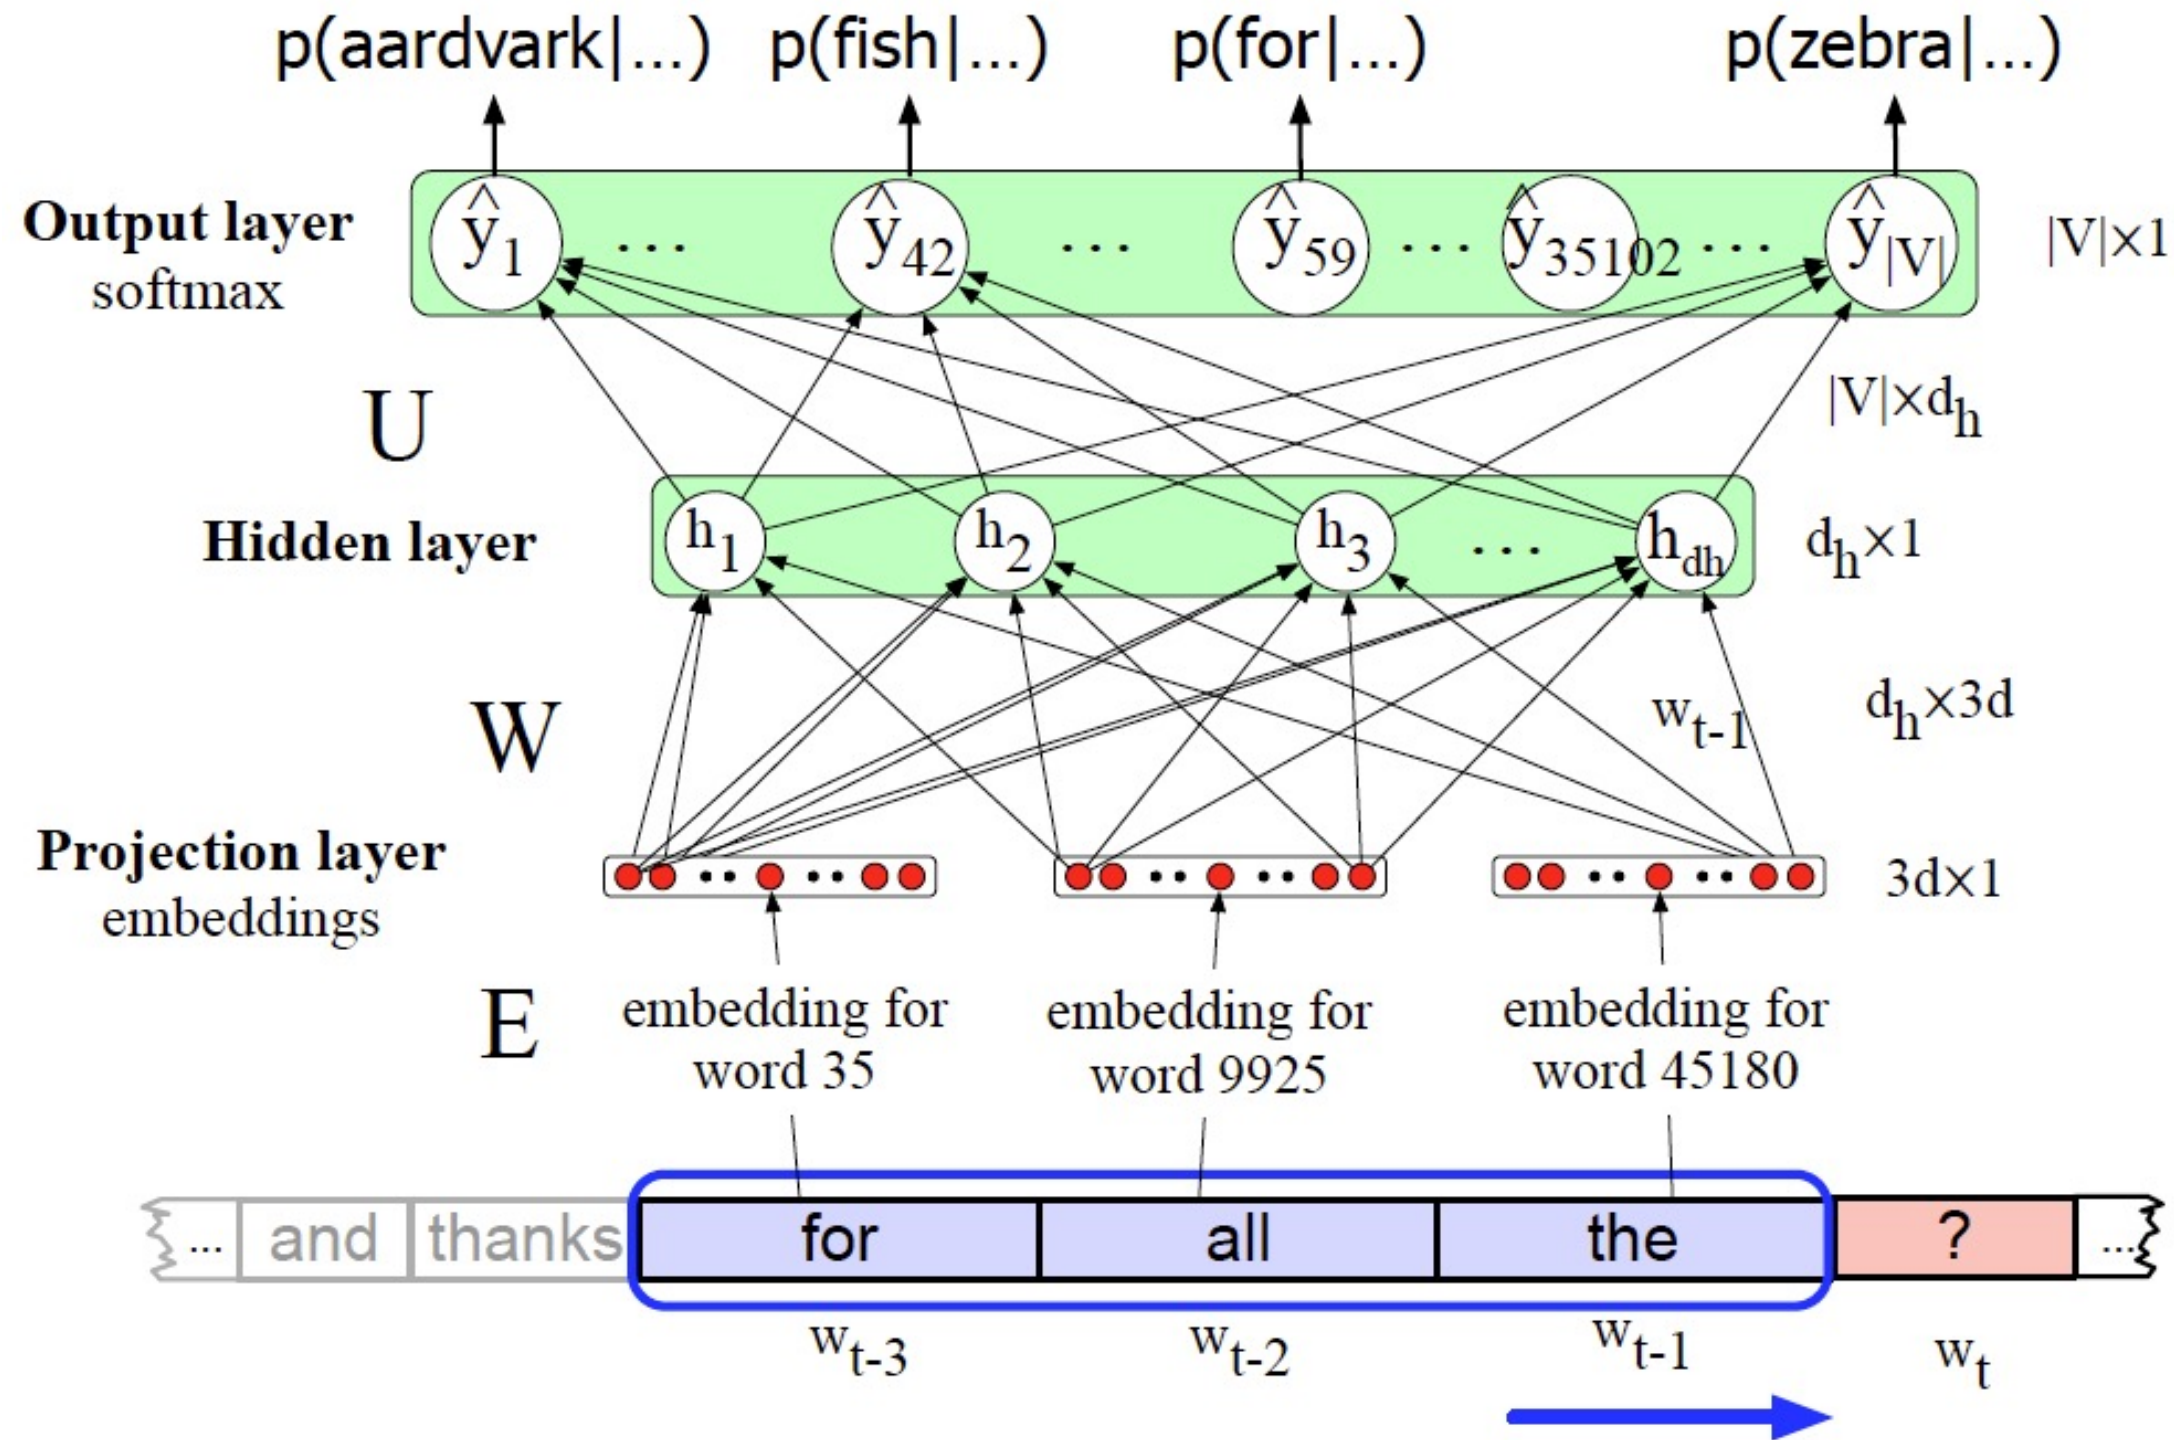 p(aardvark|...) p(fish|...) p(for|...) p(zebra|...)
Output layer
softmax
ŷ1 ... ŷ42 ... ŷ59 ... ŷ35102 ... ŷ|V|
|V|×1
U
|V|×dh
Hidden layer
h1 h2 h3 ... hdh
dh×1
W
wt-1
dh×3d
Projection layer
embeddings
3d×1
E
embedding for
word 35
embedding for
word 9925
embedding for
word 45180
... and thanks for all the ? ...
wt-3 wt-2 wt-1 wt